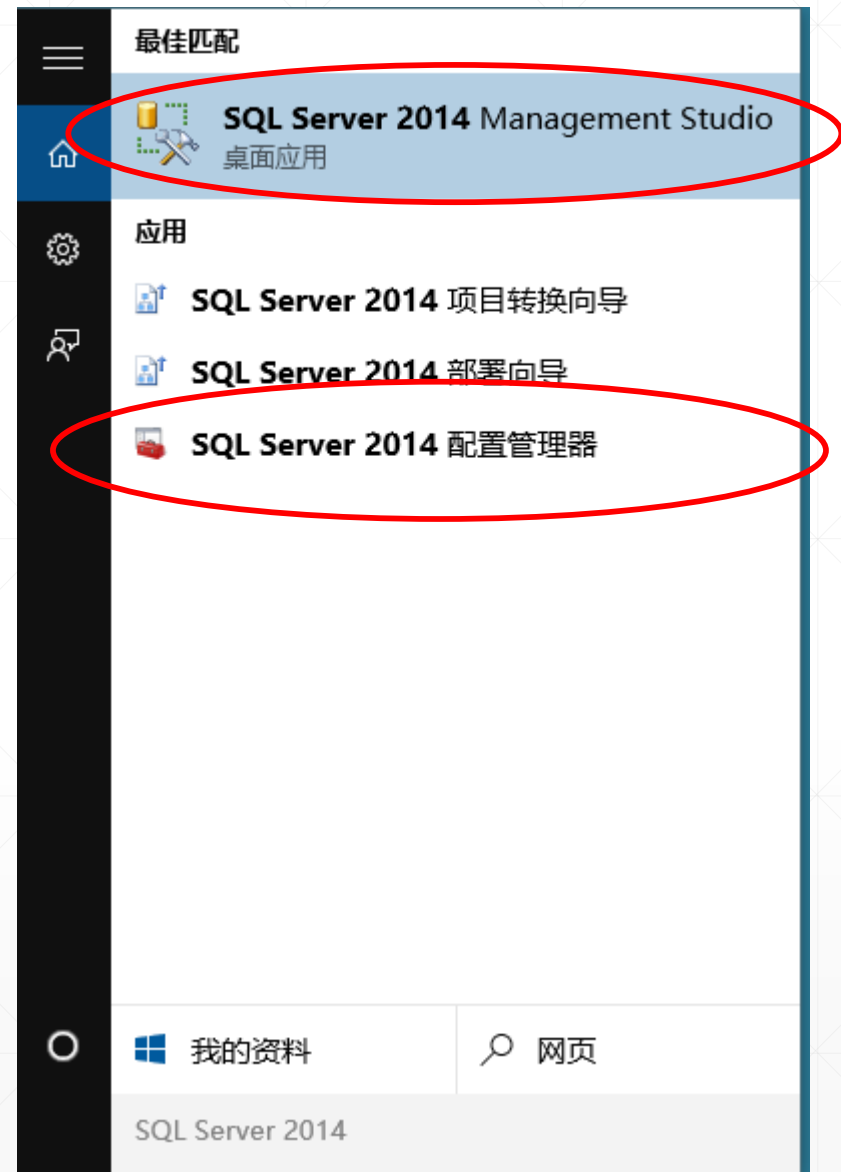 最佳匹配
SQL Server 2014 Management Studio
桌面应用
应用
SQL Server 2014 项目转换向导
SQL Server 2014 部署向导
SQL Server 2014 配置管理器
我的资料
网页
SQL Server 2014